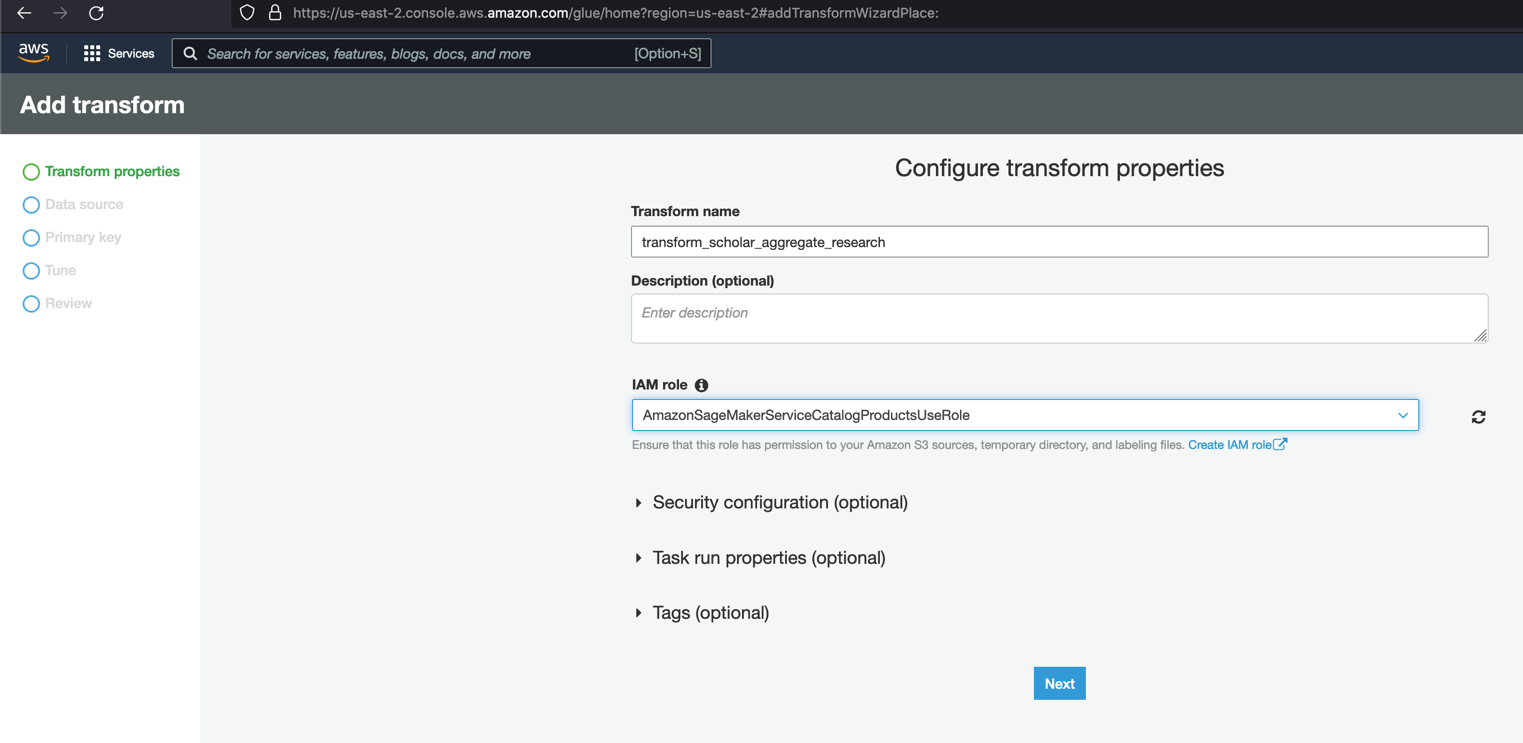 https://us-east-2.console.aws.amazon.com/glue/home?region=us-east-2#addTransformWizardPlace:
aws
Services
Search for services, features, blogs, docs, and more
[Option+S]
Add transform
Transform properties
Data source
Primary key
Tune
Review
Configure transform properties
Transform name
transform_scholar_aggregate_research
Description (optional)
Enter description
IAM role
AmazonSageMakerServiceCatalogProductsUseRole
Ensure that this role has permission to your Amazon S3 sources, temporary directory, and labeling files. Create IAM role
Security configuration (optional)
Task run properties (optional)
Tags (optional)
Next